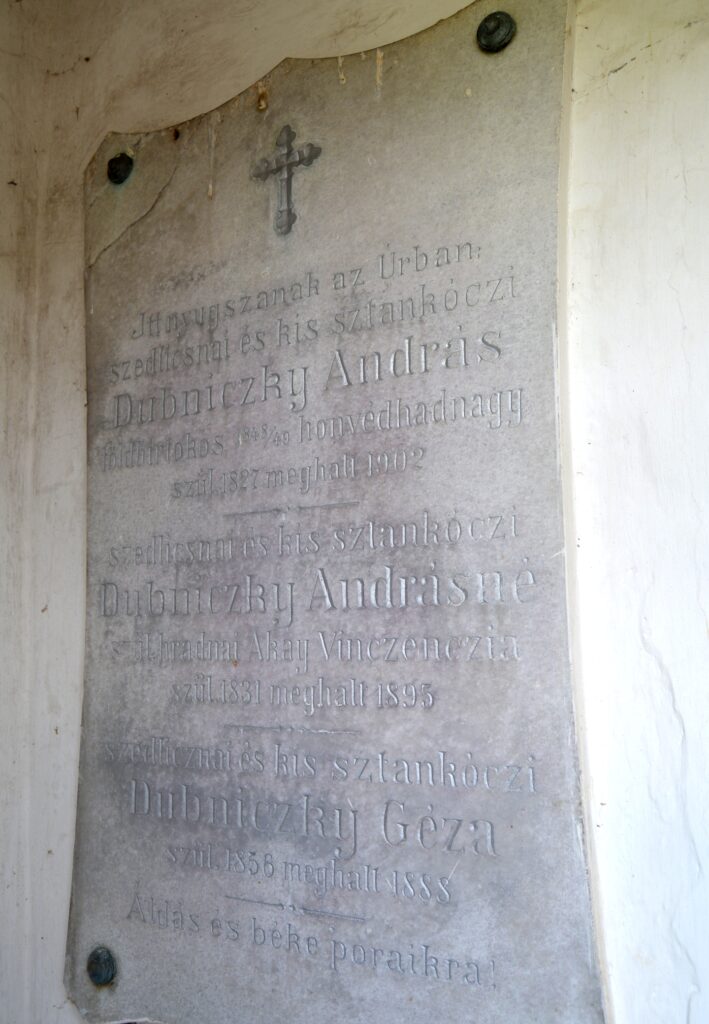 Itt nyugszanak az Úrban:
szedlicsnai és kis sztankóczi
Dubniczky András
földbirtokos, 1848/49 honvédhadnagy
szül. 1827 meghalt 1902
szedlicsnai és kis sztankóczi
Dubniczky Andrásné
szül. hradnai Akay Vinczenczia
szül. 1831 meghalt 1895
szedlicznai és kis sztankóczi
Dubniczky Géza
szül. 1856 meghalt 1888
Áldás és béke poraikra!